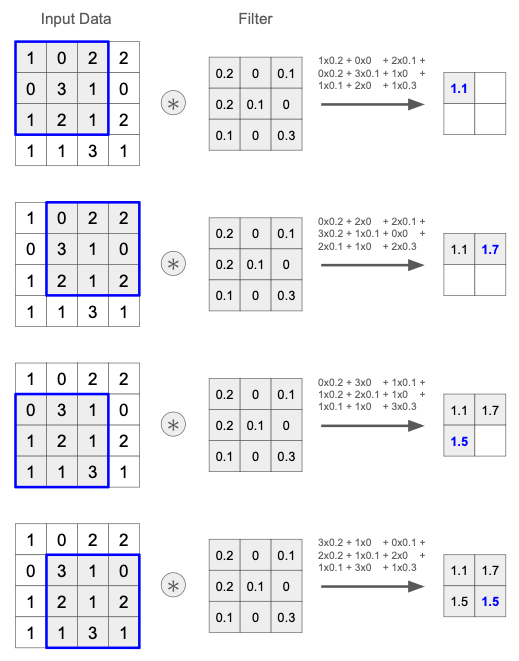 Input Data Filter
1 0 2 2
0 3 1 0
1 2 1 2
1 1 3 1
*
0.2 0 0.1
0.2 0.1 0
0.1 0 0.3
1x0.2 + 0x0 + 2x0.1 +
0x0.2 + 3x0.1 + 1x0 +
1x0.1 + 2x0 + 1x0.3
1.1
1 0 2 2
0 3 1 0
1 2 1 2
1 1 3 1
*
0.2 0 0.1
0.2 0.1 0
0.1 0 0.3
0x0.2 + 2x0 + 2x0.1 +
3x0.2 + 1x0.1 + 0x0 +
2x0.1 + 1x0 + 2x0.3
1.1 1.7
1 0 2 2
0 3 1 0
1 2 1 2
1 1 3 1
*
0.2 0 0.1
0.2 0.1 0
0.1 0 0.3
0x0.2 + 3x0 + 1x0.1 +
1x0.2 + 2x0.1 + 1x0 +
1x0.1 + 1x0 + 3x0.3
1.1 1.7
1.5
1 0 2 2
0 3 1 0
1 2 1 2
1 1 3 1
*
0.2 0 0.1
0.2 0.1 0
0.1 0 0.3
3x0.2 + 1x0 + 0x0.1 +
2x0.2 + 1x0.1 + 2x0 +
1x0.1 + 3x0 + 1x0.3
1.1 1.7
1.5 1.5